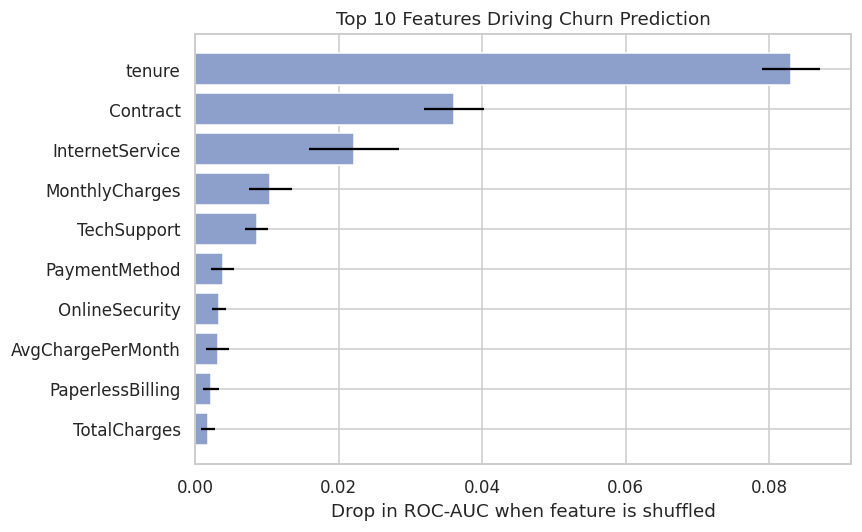 Top 10 Features Driving Churn Prediction
tenure
Contract
InternetService
MonthlyCharges
TechSupport
PaymentMethod
OnlineSecurity
AvgChargePerMonth
PaperlessBilling
TotalCharges
0.00 0.02 0.04 0.06 0.08
Drop in ROC-AUC when feature is shuffled